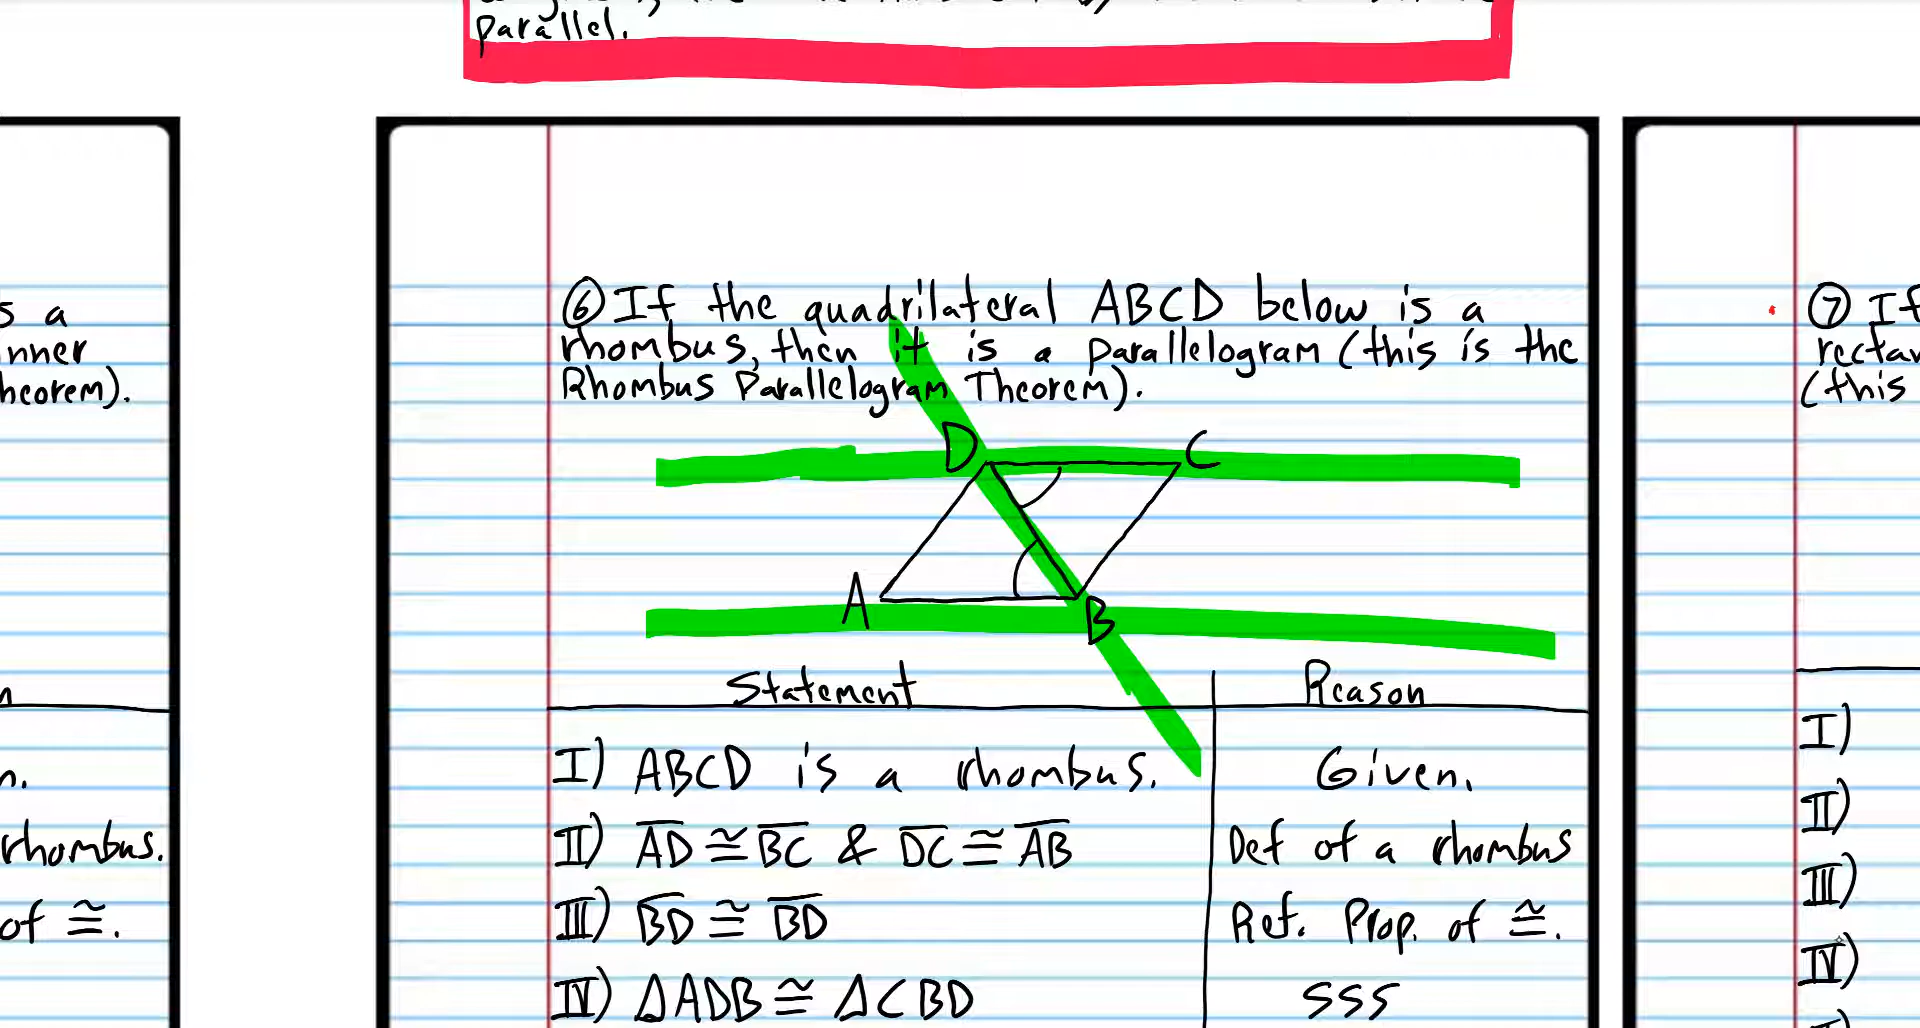 parallel.
s a
nner
heorem).
n.
rhombus.
of ≅.
⑥ If the quadrilateral ABCD below is a
rhombus, then it is a parallelogram (this is the
Rhombus Parallelogram Theorem).
D C
A B
Statement Reason
I) ABCD is a rhombus. Given.
II) AD ≅ BC & DC ≅ AB Def of a rhombus
III) BD ≅ BD Ref. Prop. of ≅.
IV) ΔADB ≅ ΔCBD SSS
⑦ If
rectan
(this
I)
II)
III)
IV)